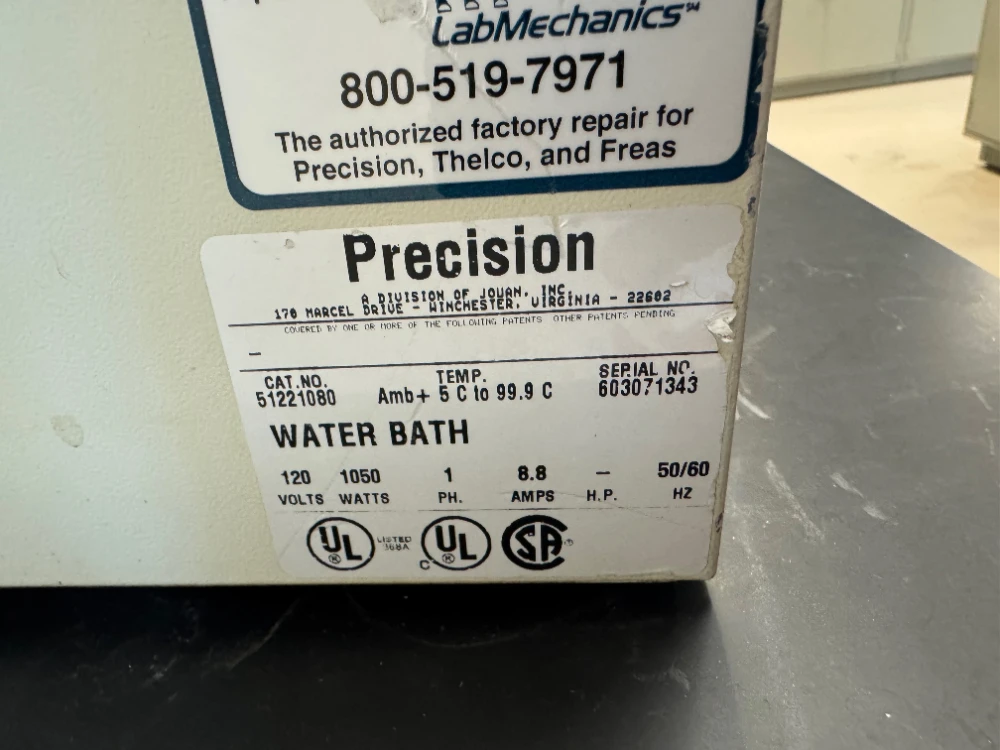 LabMechanics℠
800-519-7971
The authorized factory repair for
Precision, Thelco, and Freas
Precision
A DIVISION OF JOUAN, INC.
170 MARCEL DRIVE - WINCHESTER, VIRGINIA - 22602
COVERED BY ONE OR MORE OF THE FOLLOWING PATENTS OTHER PATENTS PENDING
-
CAT.NO. TEMP. SERIAL NO.
51221080 Amb+ 5 C to 99.9 C 603071343
WATER BATH
120 1050 1 8.8 - 50/60
VOLTS WATTS PH. AMPS H.P. HZ
UL® LISTED C UL® SA®
368A